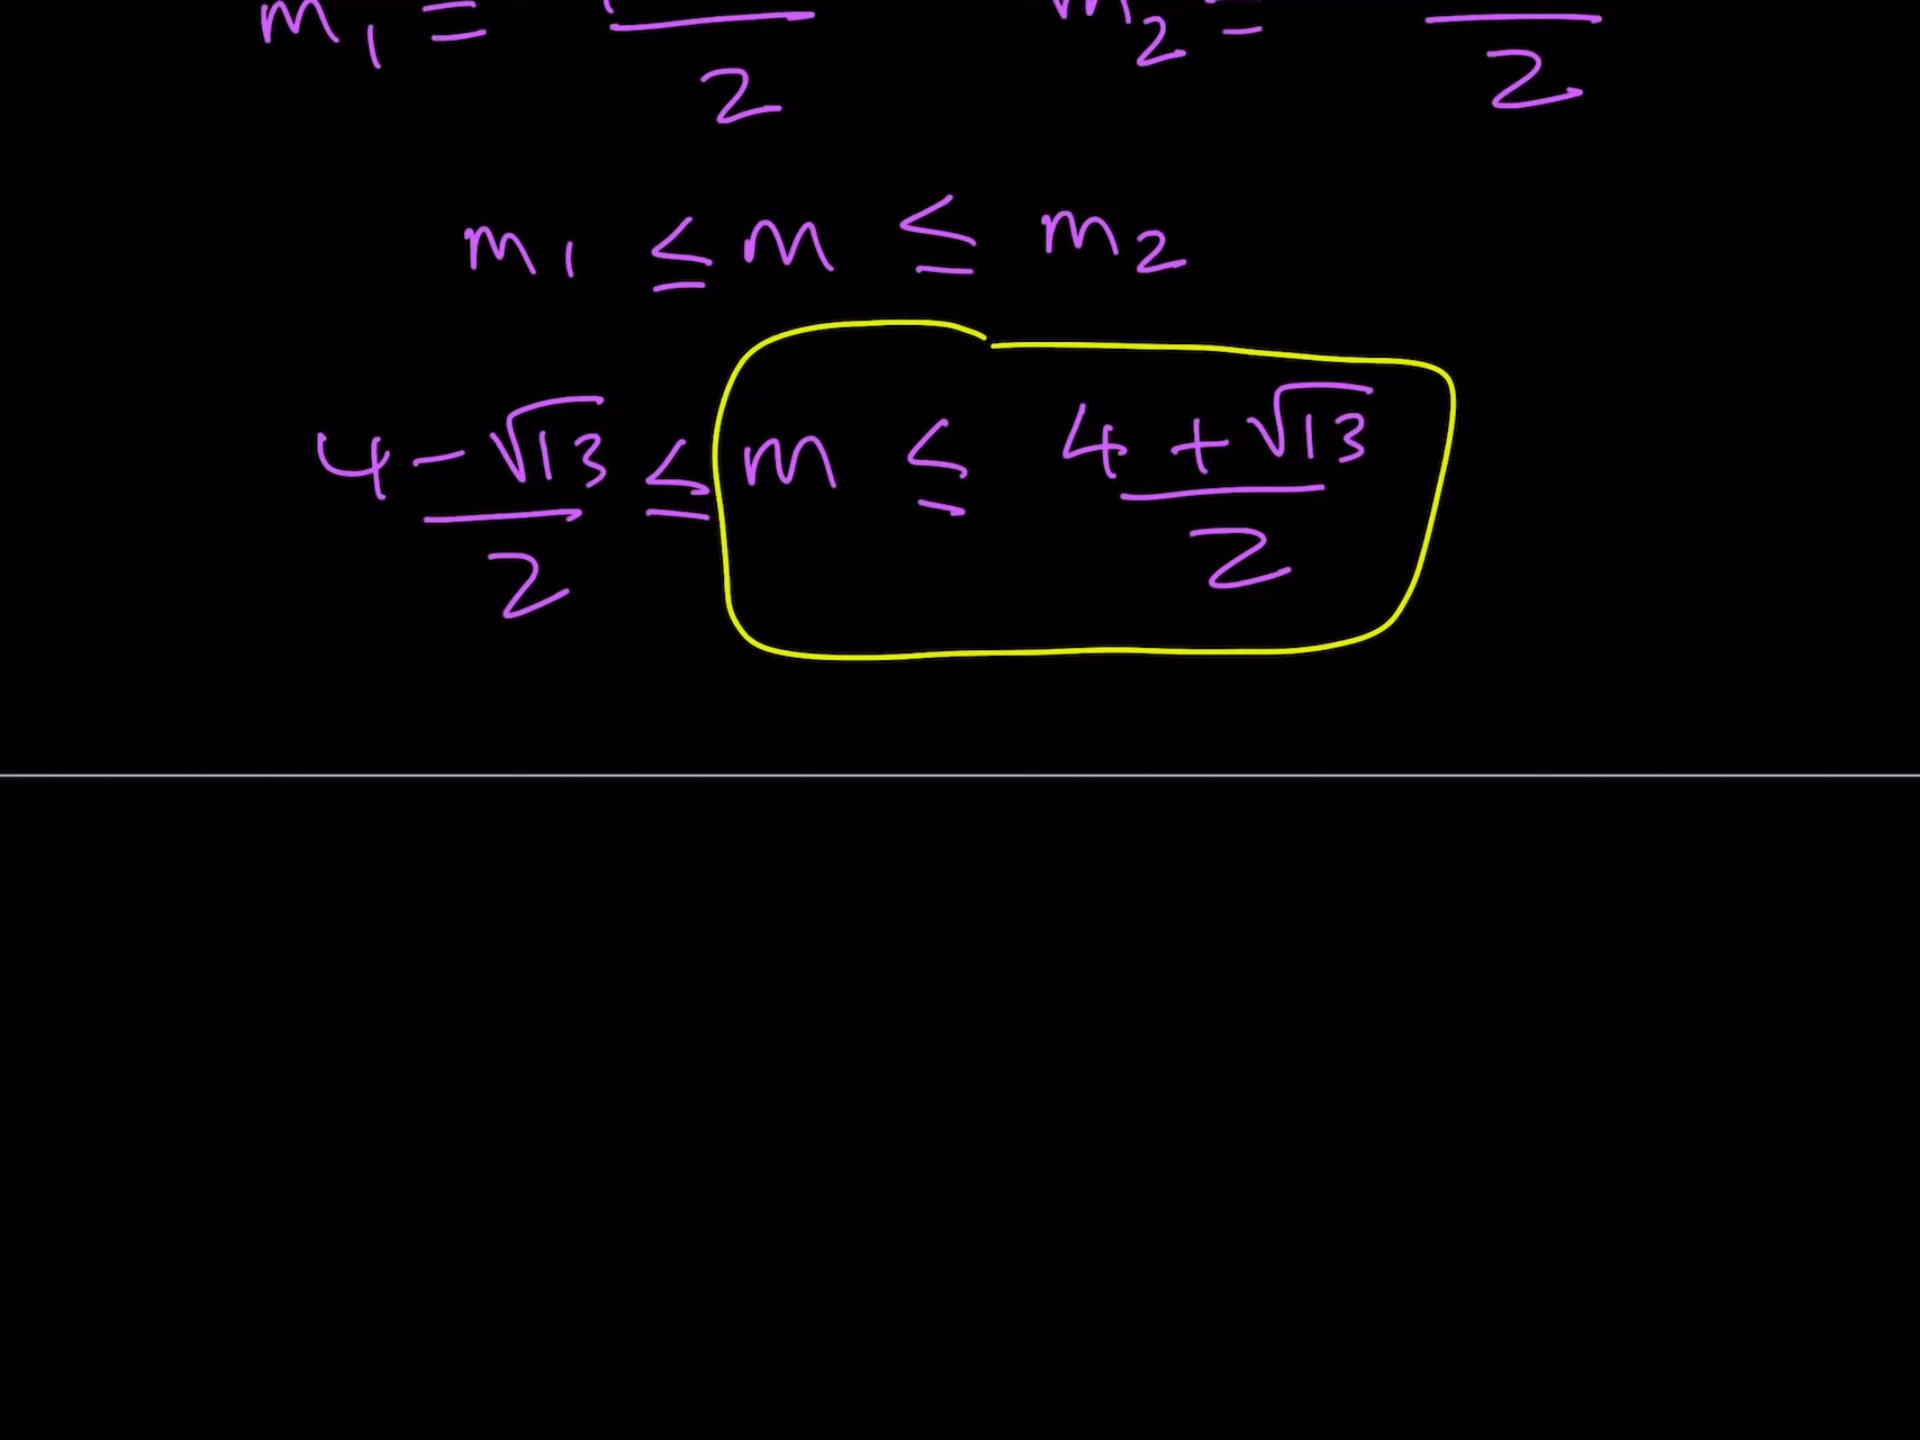 m₁ = 2 m₂ = 2
m₁ ≤ m ≤ m₂
(4 - √13)/2 ≤ m ≤ (4 + √13)/2